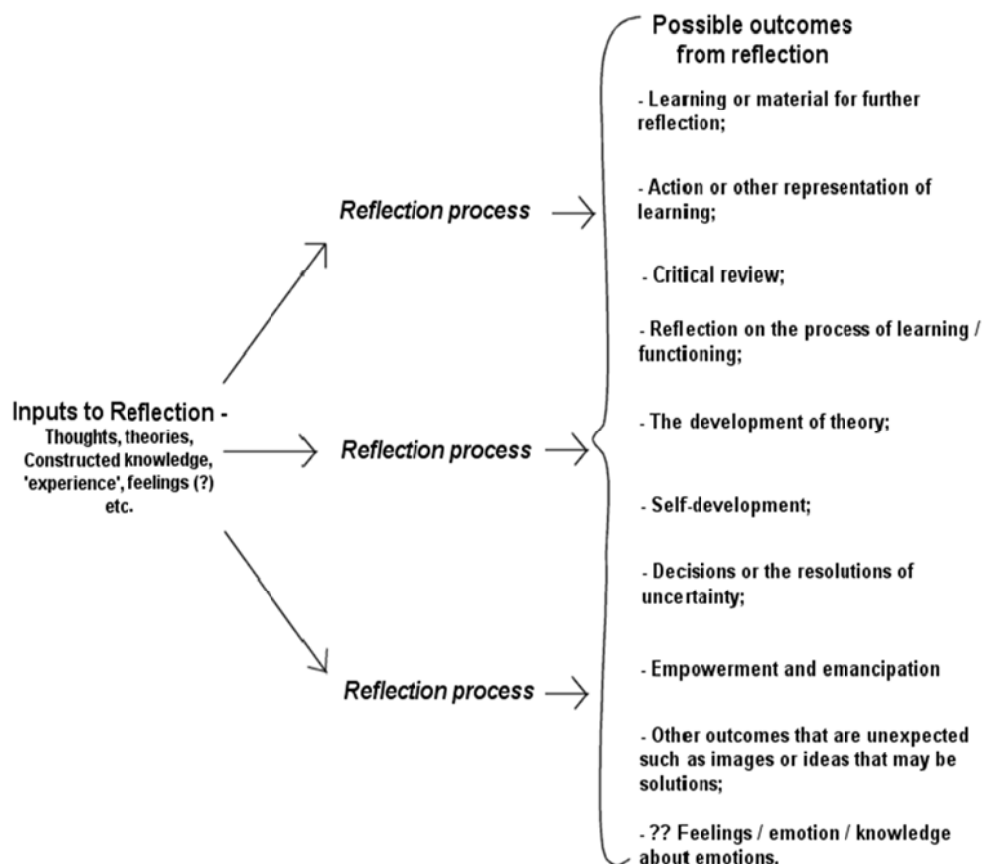 Possible outcomes
from reflection
- Learning or material for further
reflection;
- Action or other representation of
learning;
- Critical review;
- Reflection on the process of learning /
functioning;
- The development of theory;
- Self-development;
- Decisions or the resolutions of
uncertainty;
- Empowerment and emancipation
- Other outcomes that are unexpected
such as images or ideas that may be
solutions;
- ?? Feelings / emotion / knowledge
about emotions.
Reflection process
Reflection process
Reflection process
Inputs to Reflection -
Thoughts, theories,
Constructed knowledge,
'experience', feelings (?)
etc.